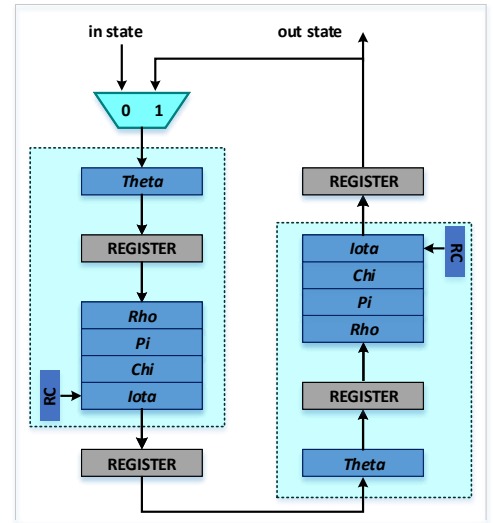 in state
out state
0 1
Theta
REGISTER
Rho
Pi
Chi
Iota
RC
REGISTER
REGISTER
Iota
RC
Chi
Pi
Rho
REGISTER
Theta